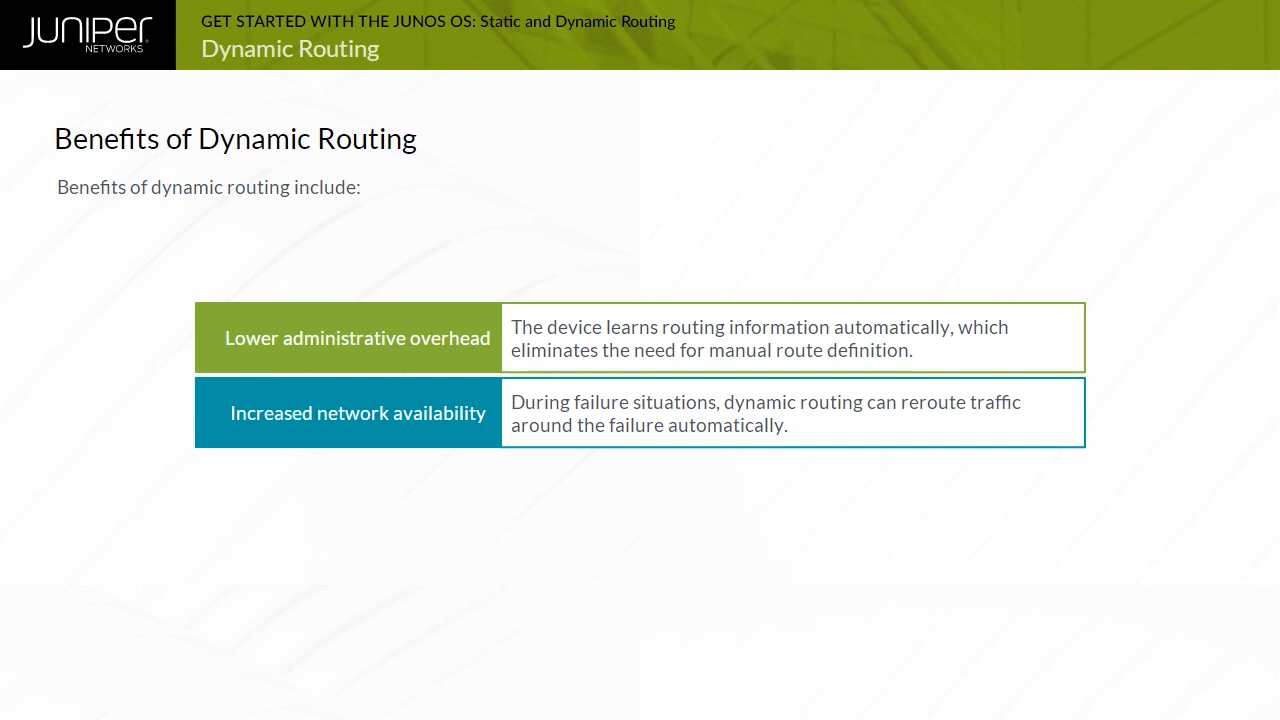 JUNIPer
NETWORKS
GET STARTED WITH THE JUNOS OS: Static and Dynamic Routing
Dynamic Routing
Benefits of Dynamic Routing
Benefits of dynamic routing include:
Lower administrative overhead
The device learns routing information automatically, which
eliminates the need for manual route definition.
Increased network availability
During failure situations, dynamic routing can reroute traffic
around the failure automatically.